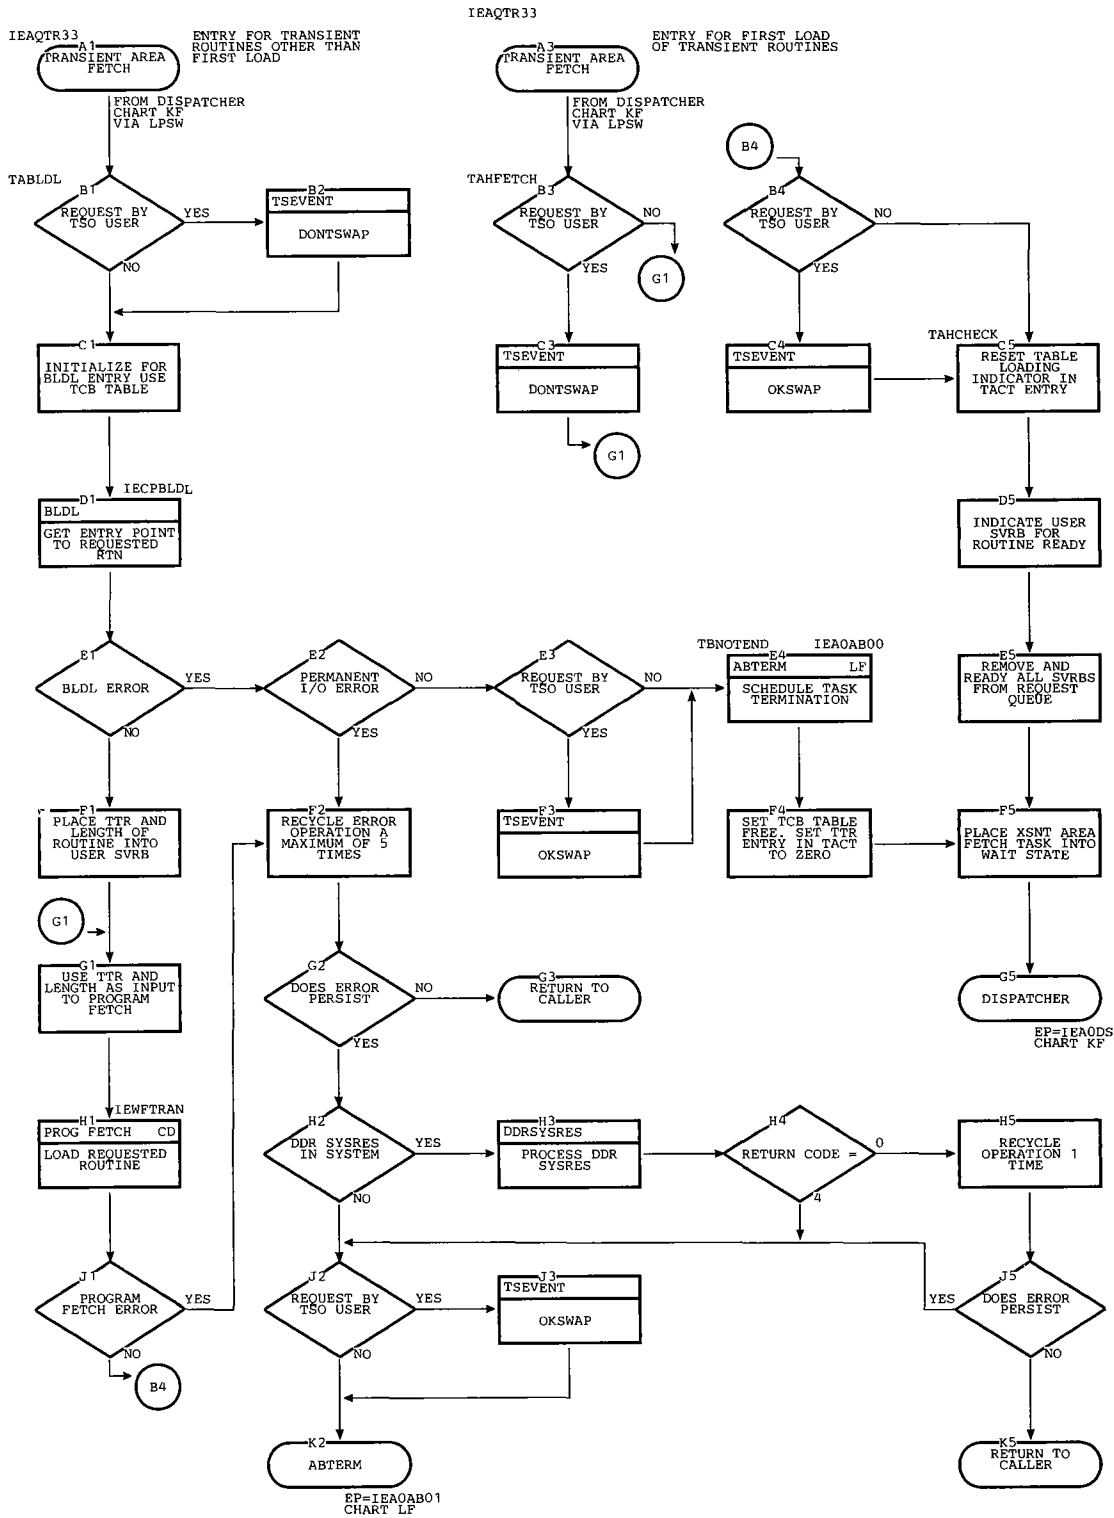 IEAQTR33
IEAQTR33
A1
TRANSIENT AREA
FETCH
ENTRY FOR TRANSIENT
ROUTINES OTHER THAN
FIRST LOAD
A3
TRANSIENT AREA
FETCH
ENTRY FOR FIRST LOAD
OF TRANSIENT ROUTINES
FROM DISPATCHER
CHART KF
VIA LPSW
FROM DISPATCHER
CHART KF
VIA LPSW
B4
TABLDL
B1
REQUEST BY
TSO USER
YES
NO
B2
TSEVENT
DONTSWAP
TAHFETCH
B3
REQUEST BY
TSO USER
NO
YES
G1
B4
REQUEST BY
TSO USER
NO
YES
C1
INITIALIZE FOR
BLDL ENTRY USE
TCB TABLE
C3
TSEVENT
DONTSWAP
G1
C4
TSEVENT
OKSWAP
TAHCHECK
C5
RESET TABLE
LOADING
INDICATOR IN
TACT ENTRY
IECPBLDL
D1
BLDL
GET ENTRY POINT
TO REQUESTED
RTN
D5
INDICATE USER
SVRB FOR
ROUTINE READY
E1
BLDL ERROR
YES
NO
E2
PERMANENT
I/O ERROR
NO
YES
E3
REQUEST BY
TSO USER
NO
YES
TBNOTEND
IEA0AB00
E4
ABTERM LF
SCHEDULE TASK
TERMINATION
E5
REMOVE AND
READY ALL SVRBS
FROM REQUEST
QUEUE
F1
PLACE TTR AND
LENGTH OF
ROUTINE INTO
USER SVRB
F2
RECYCLE ERROR
OPERATION A
MAXIMUM OF 5
TIMES
F3
TSEVENT
OKSWAP
F4
SET TCB TABLE
FREE. SET TTR
ENTRY IN TACT
TO ZERO
F5
PLACE XSNT AREA
FETCH TASK INTO
WAIT STATE
G1
G1
USE TTR AND
LENGTH AS INPUT
TO PROGRAM
FETCH
G2
DOES ERROR
PERSIST
NO
YES
G3
RETURN TO
CALLER
G5
DISPATCHER
EP=IEA0DS
CHART KF
IEWFTRAN
H1
PROG FETCH CD
LOAD REQUESTED
ROUTINE
H2
DDR SYSRES
IN SYSTEM
YES
NO
H3
DDRSYSRES
PROCESS DDR
SYSRES
H4
RETURN CODE =
0
4
H5
RECYCLE
OPERATION 1
TIME
J1
PROGRAM
FETCH ERROR
YES
NO
B4
J2
REQUEST BY
TSO USER
YES
NO
J3
TSEVENT
OKSWAP
J5
DOES ERROR
PERSIST
YES
NO
K2
ABTERM
EP=IEA0AB01
CHART LF
K5
RETURN TO
CALLER